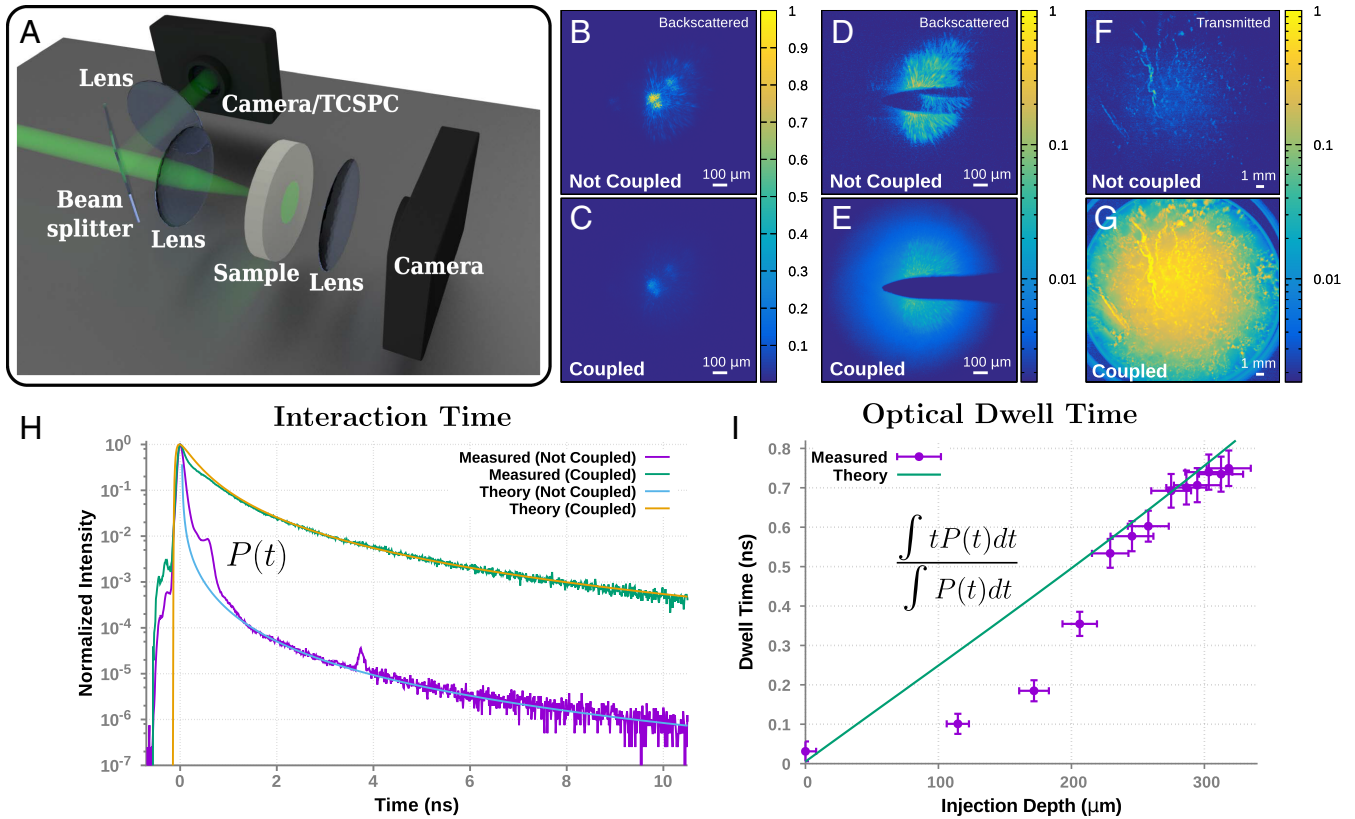 A
Lens
Camera/TCSPC
Beam
splitter
Lens
Sample
Lens
Camera
B
Backscattered
Not Coupled
100 µm
C
Coupled
100 µm
1
0.9
0.8
0.7
0.6
0.5
0.4
0.3
0.2
0.1
D
Backscattered
Not Coupled
100 µm
E
Coupled
100 µm
1
0.1
0.01
F
Transmitted
Not coupled
1 mm
G
Coupled
1 mm
1
0.1
0.01
H
Interaction Time
Measured (Not Coupled)
Measured (Coupled)
Theory (Not Coupled)
Theory (Coupled)
P(t)
Normalized Intensity
10⁰
10⁻¹
10⁻²
10⁻³
10⁻⁴
10⁻⁵
10⁻⁶
10⁻⁷
0 2 4 6 8 10
Time (ns)
I
Optical Dwell Time
Measured
Theory
∫ tP(t)dt
∫ P(t)dt
Dwell Time (ns)
0.8
0.7
0.6
0.5
0.4
0.3
0.2
0.1
0
0 100 200 300
Injection Depth (µm)